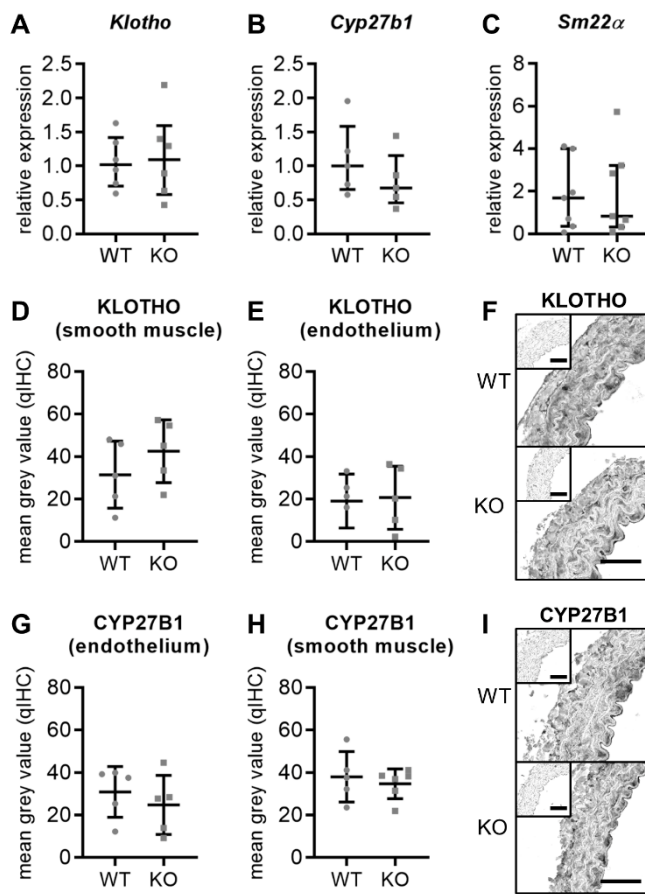 A Klotho
relative expression
2.5
2.0
1.5
1.0
0.5
0.0
WT KO
B Cyp27b1
relative expression
2.5
2.0
1.5
1.0
0.5
0.0
WT KO
C Sm22α
relative expression
8
6
4
2
0
WT KO
D KLOTHO
(smooth muscle)
mean grey value (qIHC)
80
60
40
20
0
WT KO
E KLOTHO
(endothelium)
mean grey value (qIHC)
80
60
40
20
0
WT KO
F KLOTHO
WT
KO
G CYP27B1
(endothelium)
mean grey value (qIHC)
80
60
40
20
0
WT KO
H CYP27B1
(smooth muscle)
mean grey value (qIHC)
80
60
40
20
0
WT KO
I CYP27B1
WT
KO